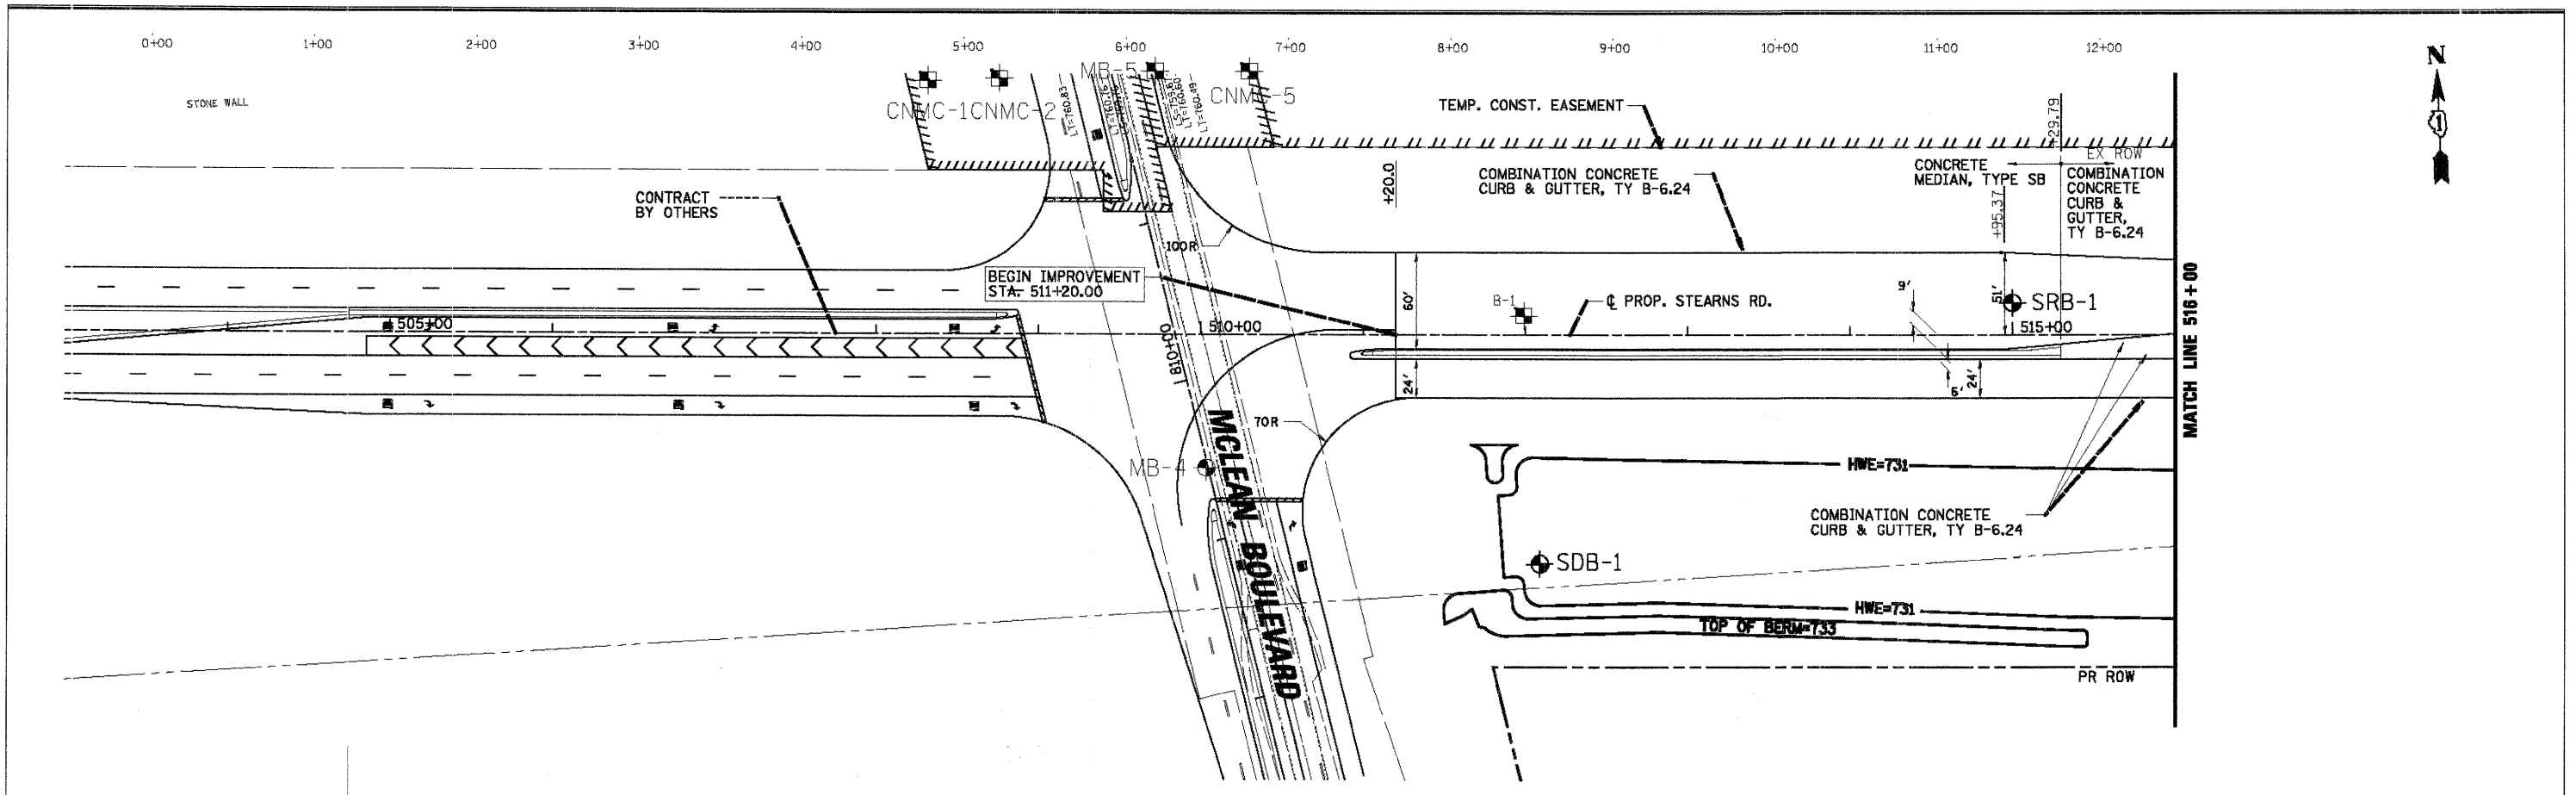 0+00 1+00 2+00 3+00 4+00 5+00 6+00 7+00 8+00 9+00 10+00 11+00 12+00
N
STONE WALL
CNMC-1
CNMC-2
MB-5
LT=760.83
LT=760.49
TEMP. CONST. EASEMENT
+29.79
EX ROW
CONCRETE
MEDIAN, TYPE SB
COMBINATION
CONCRETE
CURB &
GUTTER,
TY B-6.24
COMBINATION CONCRETE
CURB & GUTTER, TY B-6.24
+20.0
+95.37
CONTRACT
BY OTHERS
100R
BEGIN IMPROVEMENT
STA. 511+20.00
60'
B-1
℄ PROP. STEARNS RD.
9'
51'
SRB-1
505+00
510+00
515+00
810+00
24'
6'
24'
MATCH LINE 516+00
70R
MB-4
MCLEAN BOULEVARD
HWE=731
COMBINATION CONCRETE
CURB & GUTTER, TY B-6.24
SDB-1
HWE=731
TOP OF BERM=733
PR ROW